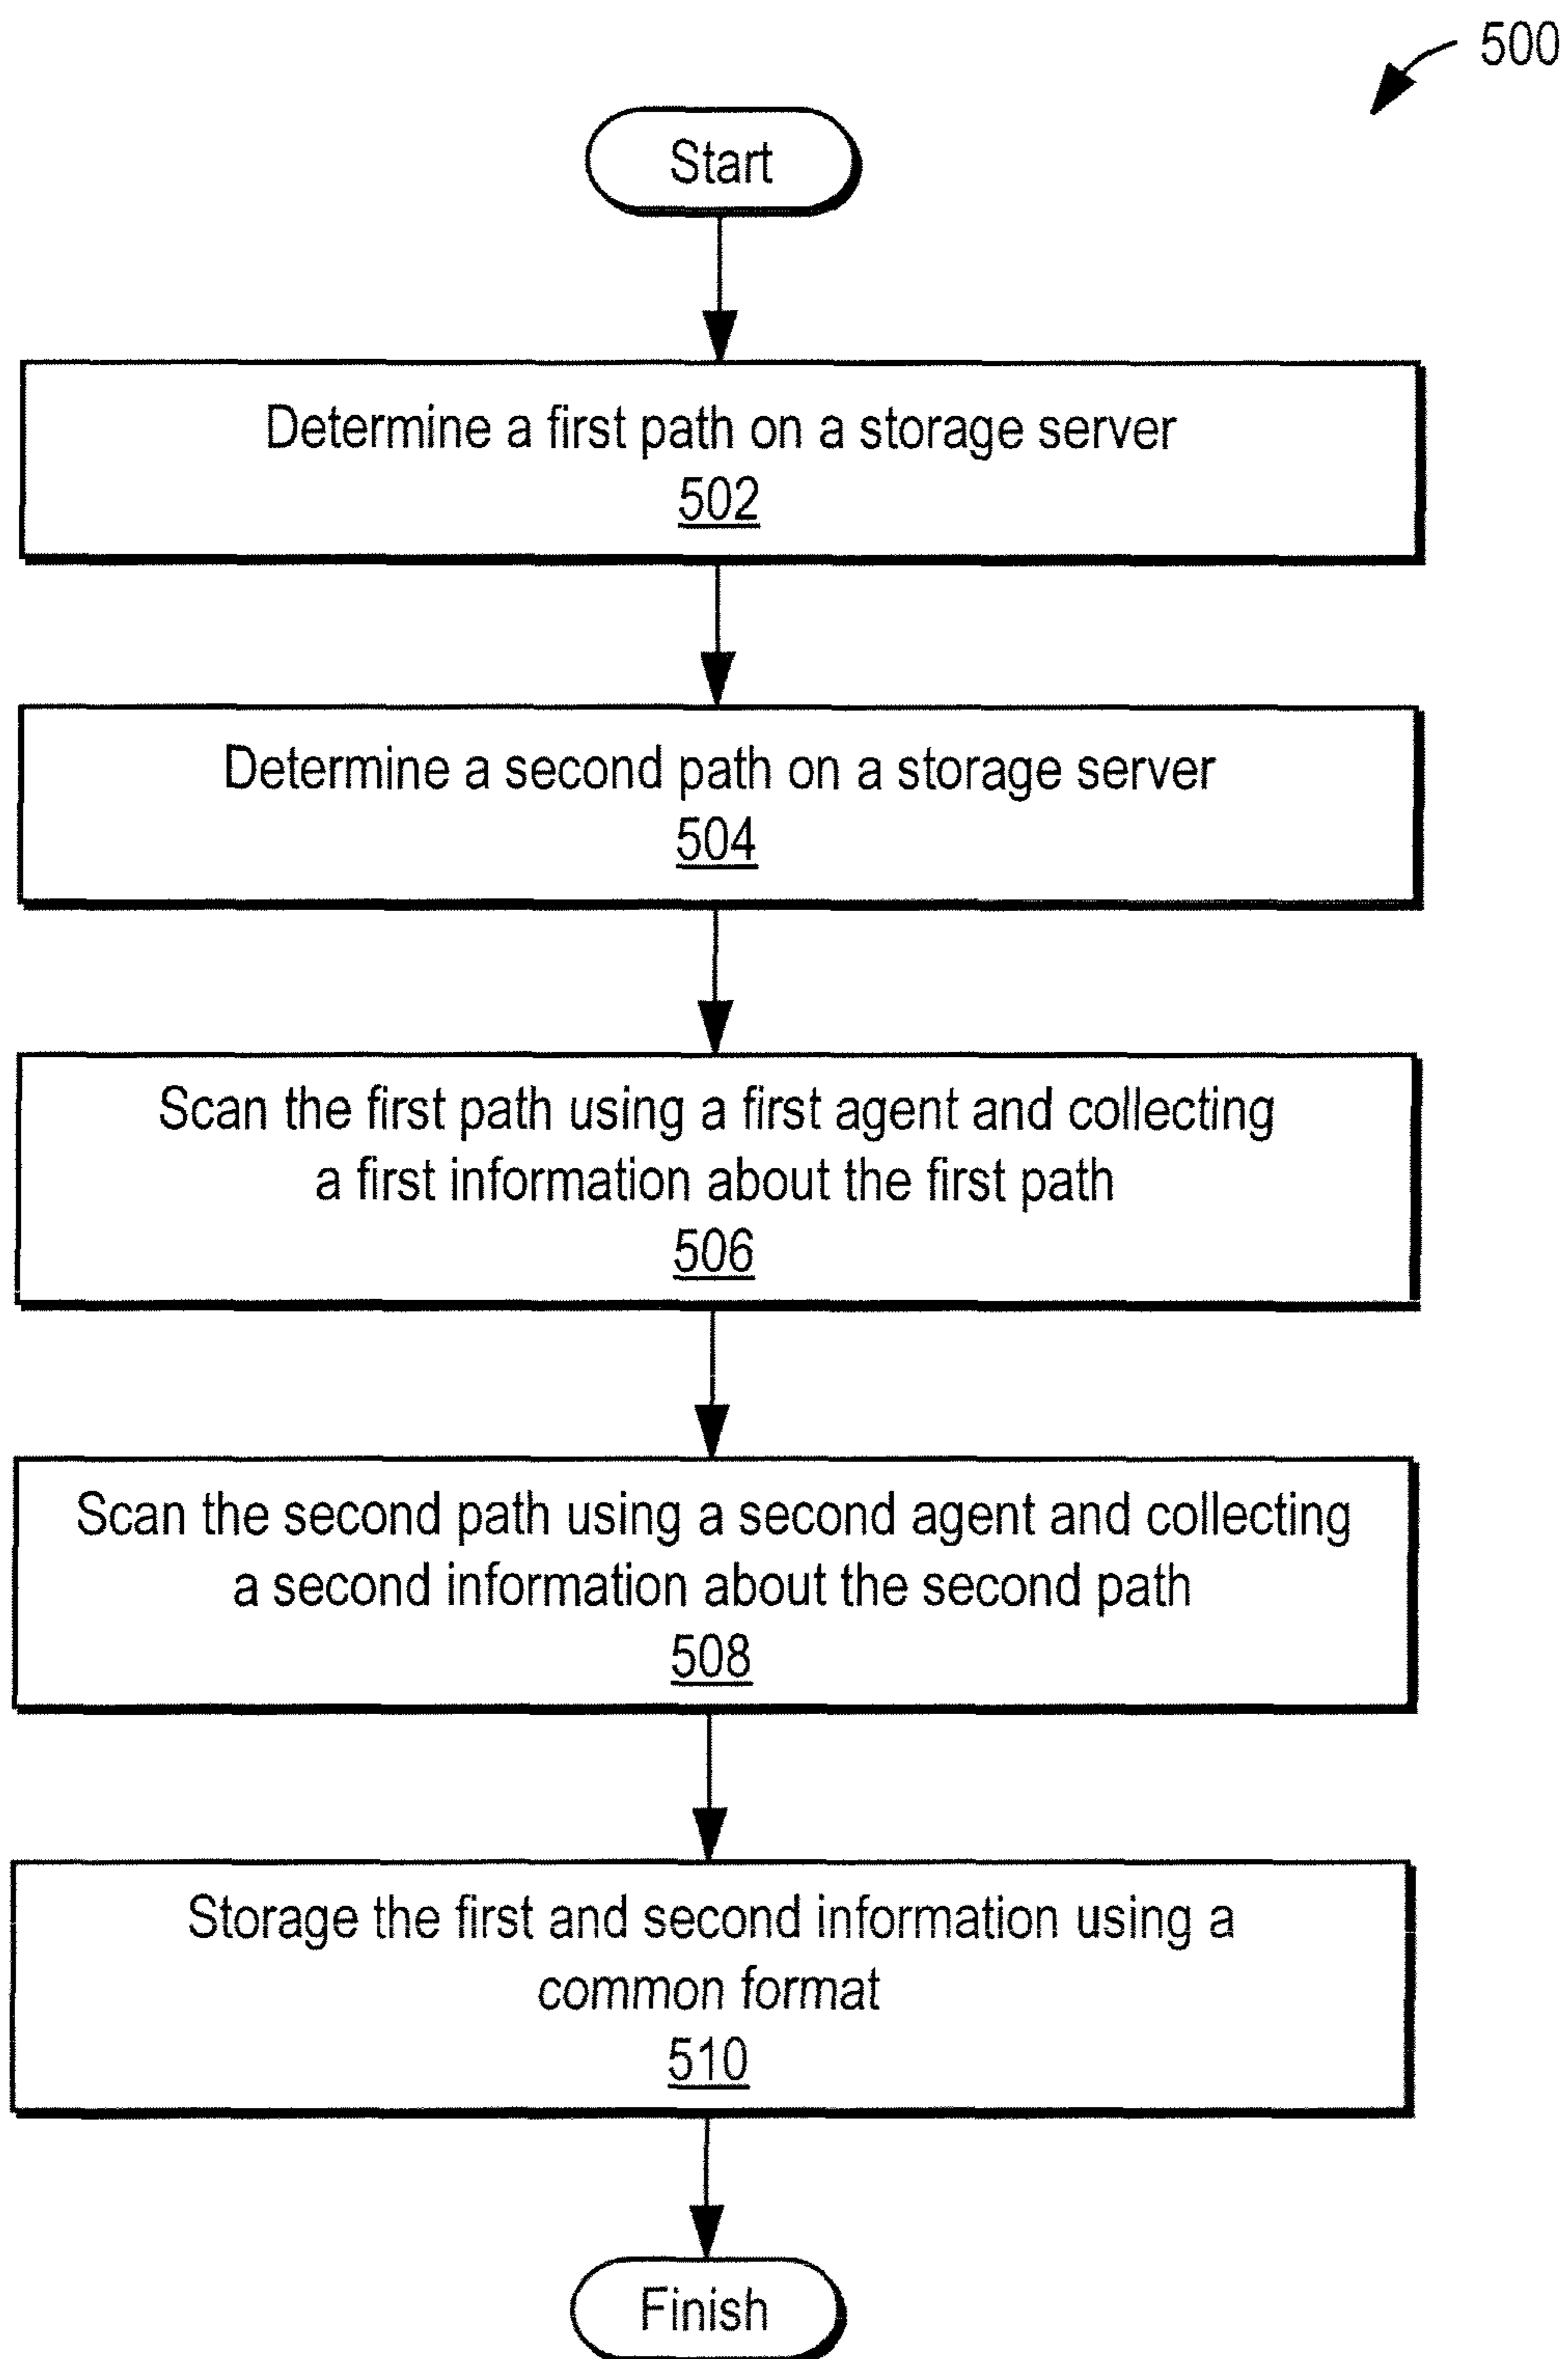 500
Start
Determine a first path on a storage server
502
Determine a second path on a storage server
504
Scan the first path using a first agent and collecting
a first information about the first path
506
Scan the second path using a second agent and collecting
a second information about the second path
508
Storage the first and second information using a
common format
510
Finish